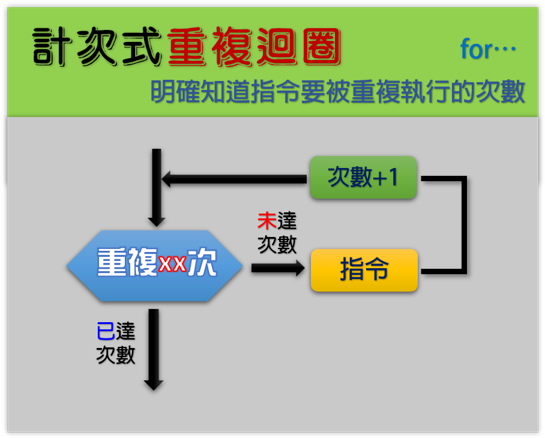 計次式重複迴圈 for…
明確知道指令要被重複執行的次數
次數+1
未達
次數
重複xx次
指令
已達
次數